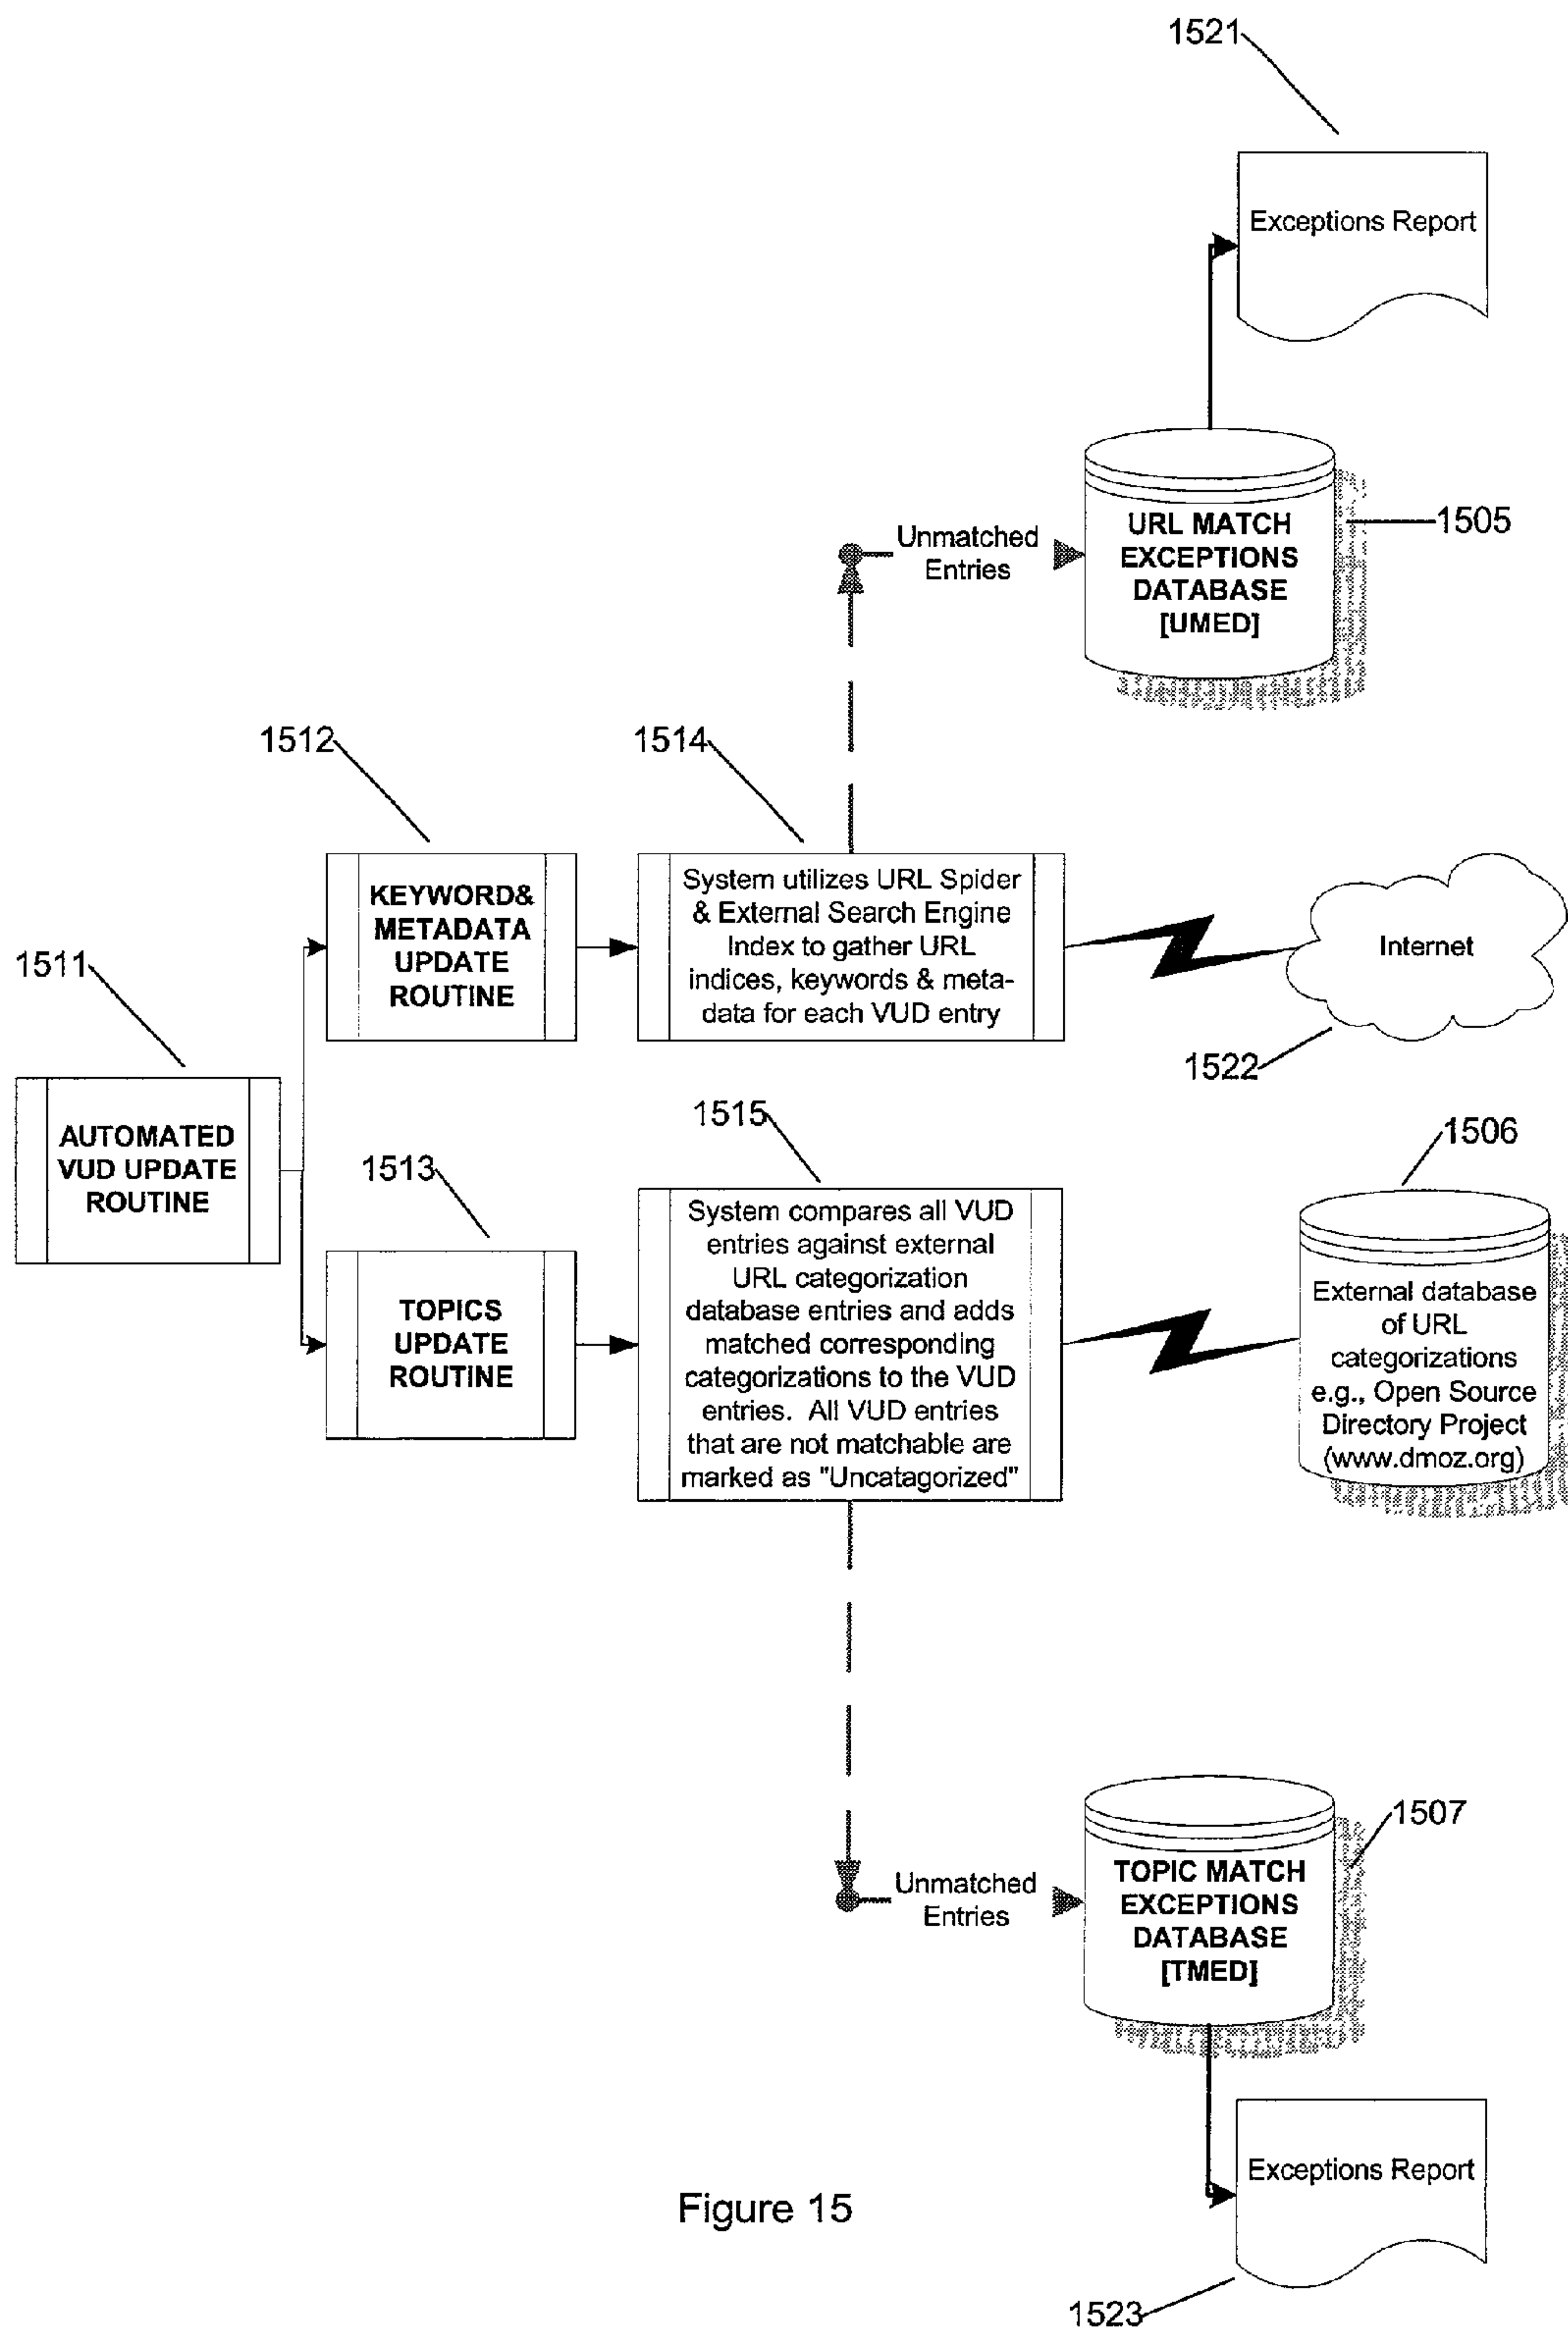 1521
Exceptions Report
URL MATCH
EXCEPTIONS
DATABASE
[UMED]
1505
Unmatched
Entries
1512
1514
KEYWORD&
METADATA
UPDATE
ROUTINE
System utilizes URL Spider
& External Search Engine
Index to gather URL
indices, keywords & meta-
data for each VUD entry
Internet
1522
1511
AUTOMATED
VUD UPDATE
ROUTINE
1513
TOPICS
UPDATE
ROUTINE
1515
System compares all VUD
entries against external
URL categorization
database entries and adds
matched corresponding
categorizations to the VUD
entries. All VUD entries
that are not matchable are
marked as "Uncatagorized"
1506
External database
of URL
categorizations
e.g., Open Source
Directory Project
(www.dmoz.org)
Unmatched
Entries
TOPIC MATCH
EXCEPTIONS
DATABASE
[TMED]
1507
Exceptions Report
1523
Figure 15